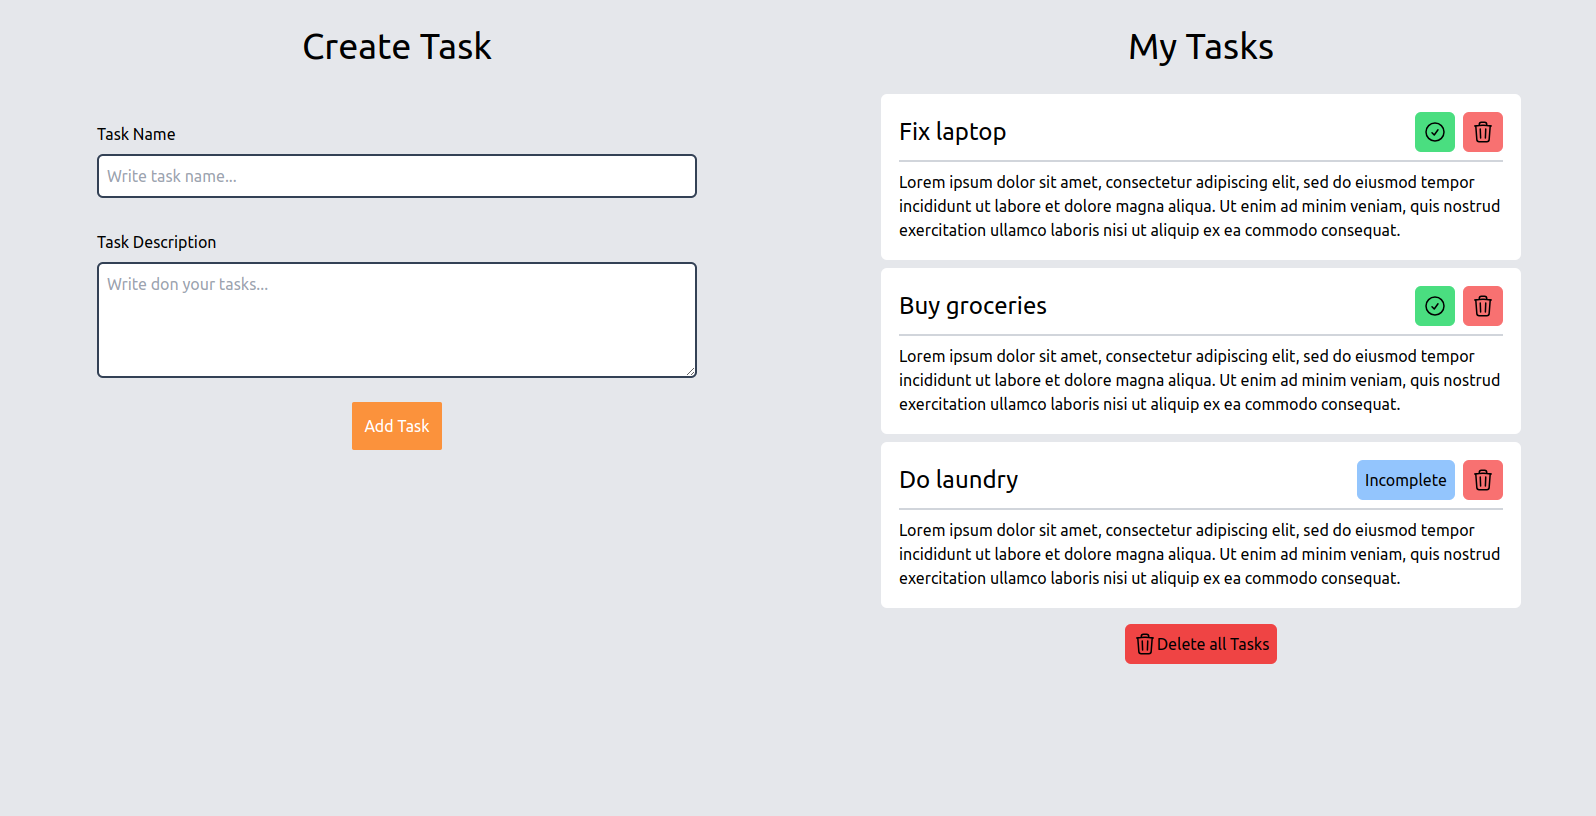 Create Task
Task Name
Write task name...
Task Description
Write don your tasks...
Add Task
My Tasks
Fix laptop
Lorem ipsum dolor sit amet, consectetur adipiscing elit, sed do eiusmod tempor
incididunt ut labore et dolore magna aliqua. Ut enim ad minim veniam, quis nostrud
exercitation ullamco laboris nisi ut aliquip ex ea commodo consequat.
Buy groceries
Lorem ipsum dolor sit amet, consectetur adipiscing elit, sed do eiusmod tempor
incididunt ut labore et dolore magna aliqua. Ut enim ad minim veniam, quis nostrud
exercitation ullamco laboris nisi ut aliquip ex ea commodo consequat.
Do laundry
Incomplete
Lorem ipsum dolor sit amet, consectetur adipiscing elit, sed do eiusmod tempor
incididunt ut labore et dolore magna aliqua. Ut enim ad minim veniam, quis nostrud
exercitation ullamco laboris nisi ut aliquip ex ea commodo consequat.
Delete all Tasks